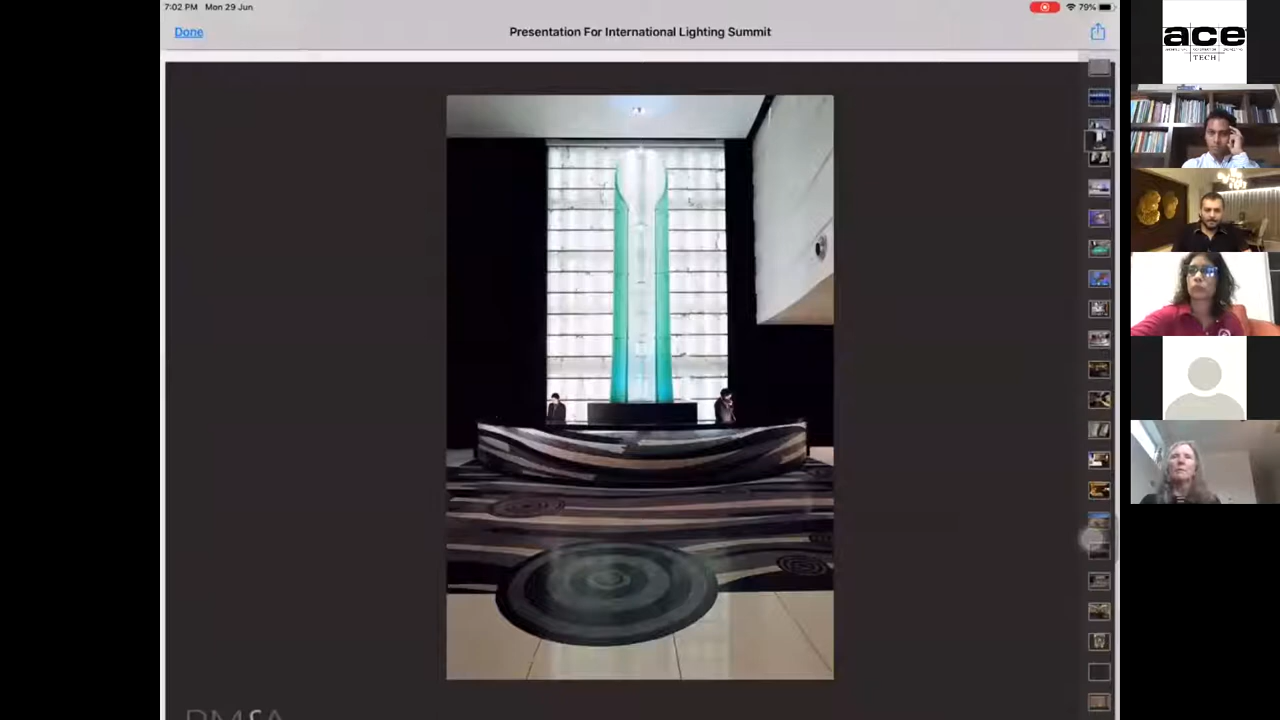 7:02 PM Mon 29 Jun
79%
Done
Presentation For International Lighting Summit
ace
TECH